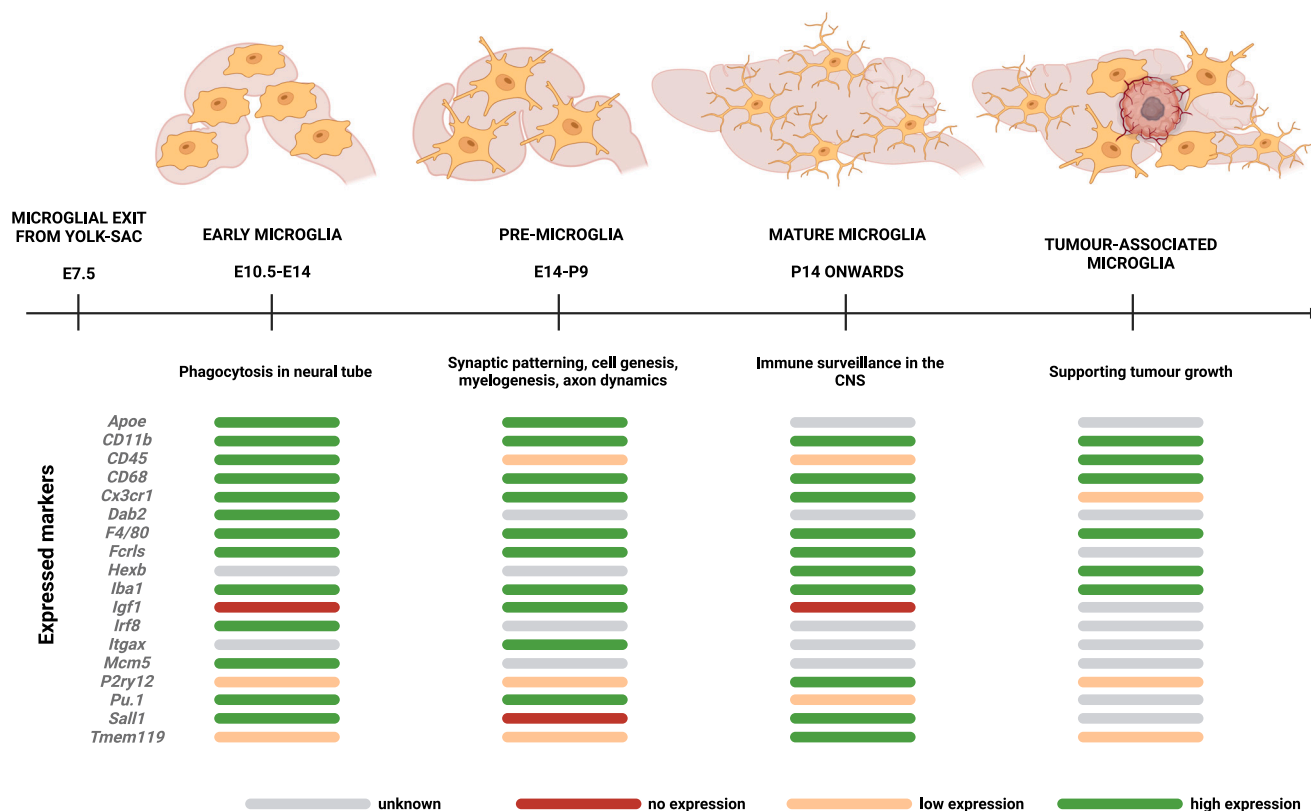 MICROGLIAL EXIT
FROM YOLK-SAC
E7.5
EARLY MICROGLIA
E10.5-E14
PRE-MICROGLIA
E14-P9
MATURE MICROGLIA
P14 ONWARDS
TUMOUR-ASSOCIATED
MICROGLIA
Phagocytosis in neural tube
Synaptic patterning, cell genesis,
myelogenesis, axon dynamics
Immune surveillance in the
CNS
Supporting tumour growth
Expressed markers
Apoe
CD11b
CD45
CD68
Cx3cr1
Dab2
F4/80
Fcrls
Hexb
Iba1
Igf1
Irf8
Itgax
Mcm5
P2ry12
Pu.1
Sall1
Tmem119
unknown
no expression
low expression
high expression